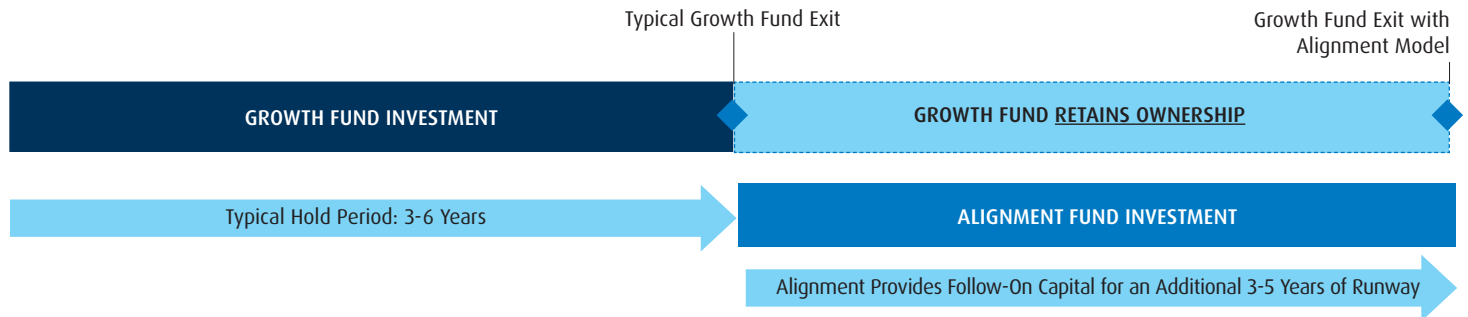 Typical Growth Fund Exit
Growth Fund Exit with
Alignment Model
GROWTH FUND INVESTMENT
GROWTH FUND RETAINS OWNERSHIP
Typical Hold Period: 3-6 Years
ALIGNMENT FUND INVESTMENT
Alignment Provides Follow-On Capital for an Additional 3-5 Years of Runway